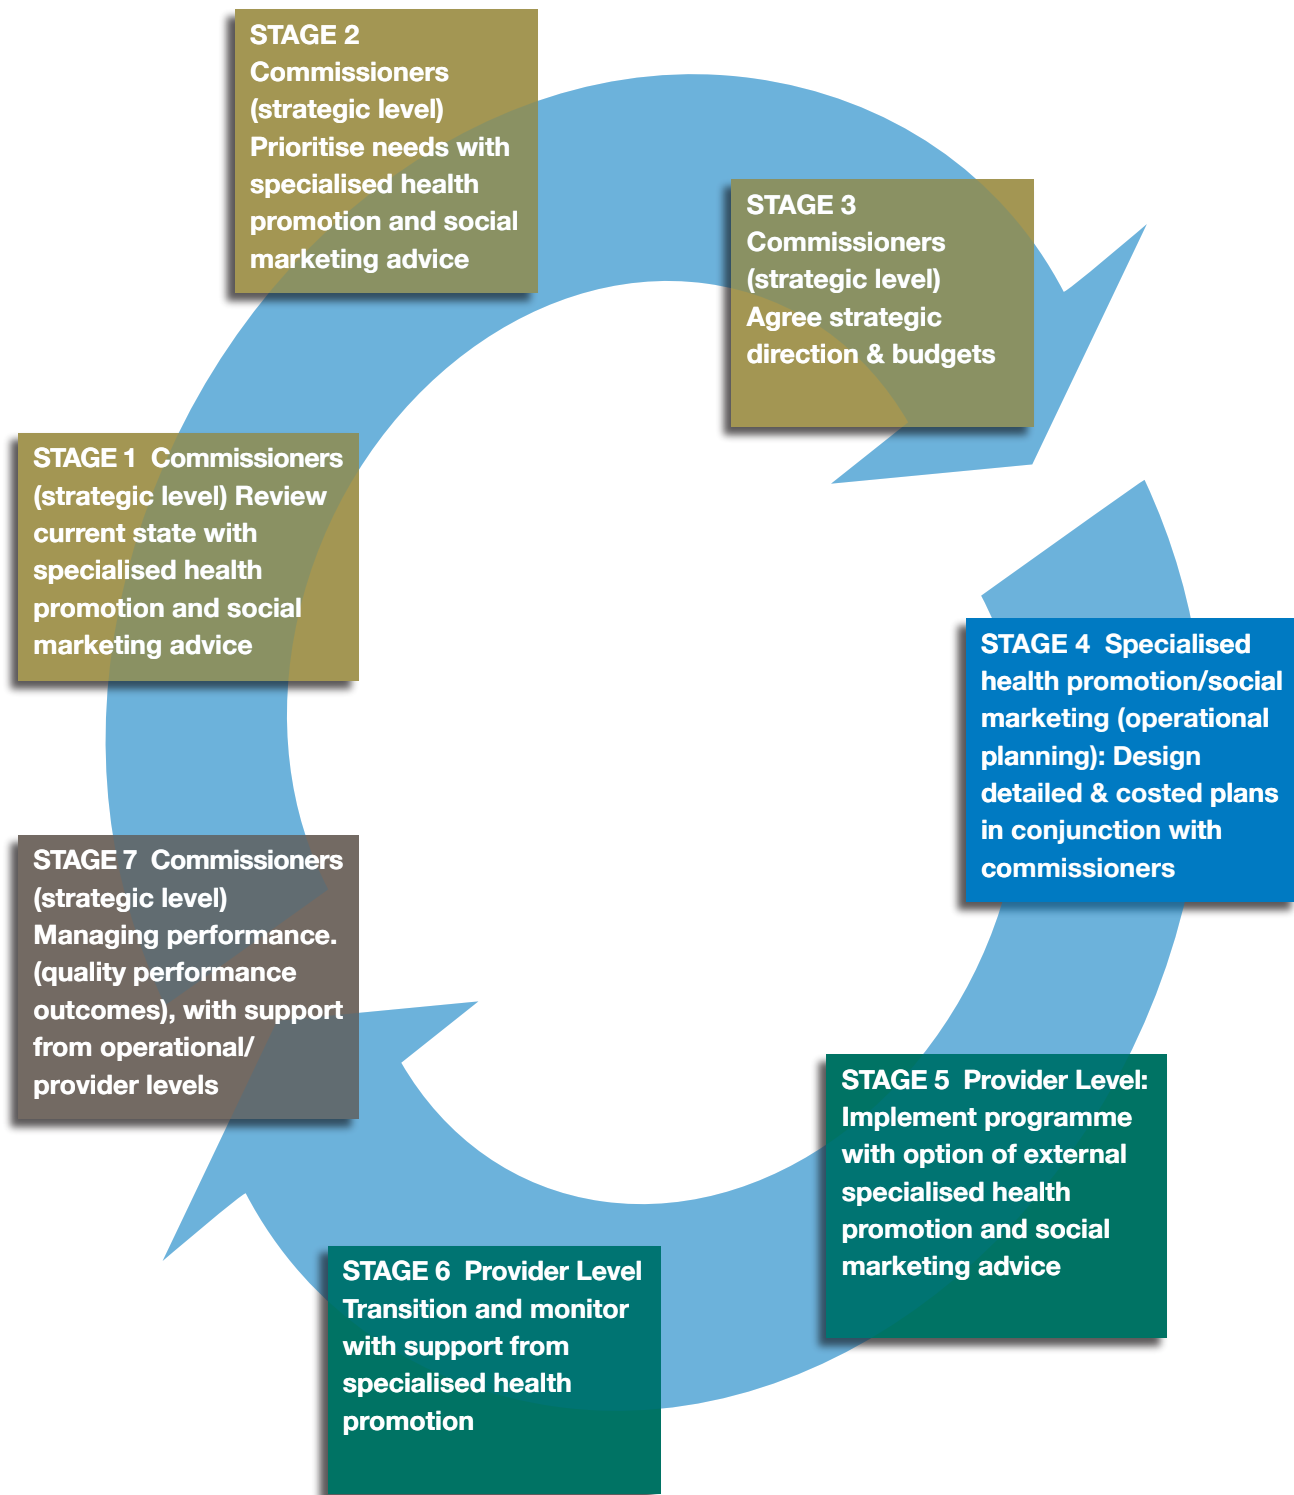 STAGE 2
Commissioners
(strategic level)
Prioritise needs with
specialised health
promotion and social
marketing advice
STAGE 3
Commissioners
(strategic level)
Agree strategic
direction & budgets
STAGE 1 Commissioners
(strategic level) Review
current state with
specialised health
promotion and social
marketing advice
STAGE 4 Specialised
health promotion/social
marketing (operational
planning): Design
detailed & costed plans
in conjunction with
commissioners
STAGE 7 Commissioners
(strategic level)
Managing performance.
(quality performance
outcomes), with support
from operational/
provider levels
STAGE 5 Provider Level:
Implement programme
with option of external
specialised health
promotion and social
marketing advice
STAGE 6 Provider Level
Transition and monitor
with support from
specialised health
promotion